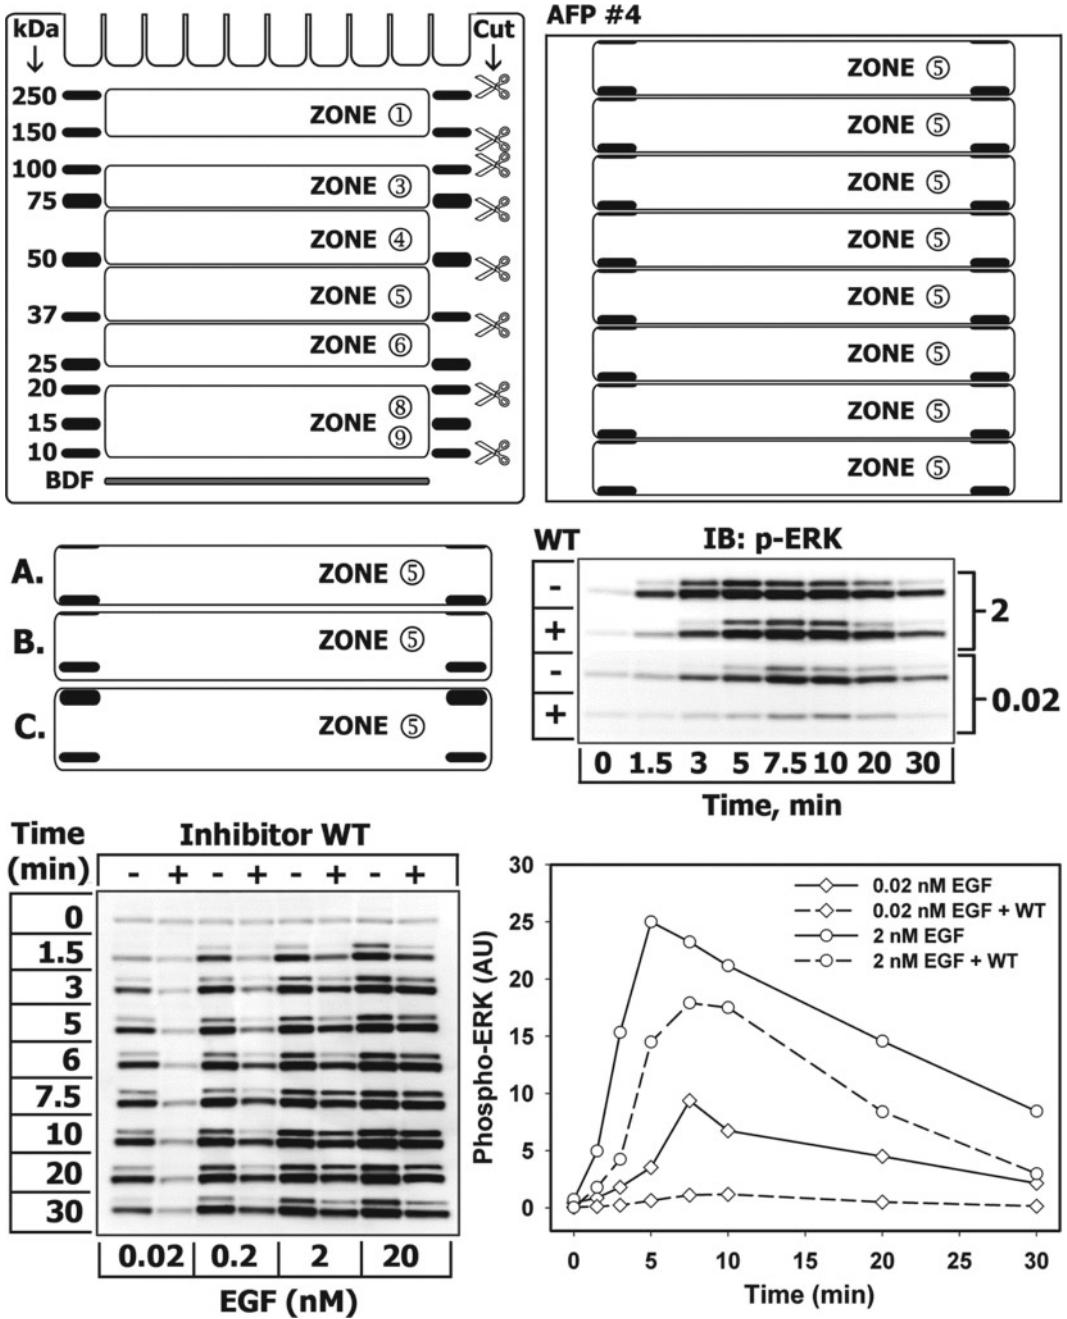 kDa
Cut
250
150
100
75
50
37
25
20
15
10
BDF
ZONE ①
ZONE ③
ZONE ④
ZONE ⑤
ZONE ⑥
ZONE ⑧
⑨
AFP #4
ZONE ⑤
ZONE ⑤
ZONE ⑤
ZONE ⑤
ZONE ⑤
ZONE ⑤
ZONE ⑤
ZONE ⑤
A. ZONE ⑤
B. ZONE ⑤
C. ZONE ⑤
WT IB: p-ERK
-
+
-
+
2
0.02
0 1.5 3 5 7.5 10 20 30
Time, min
Time
(min)
Inhibitor WT
- + - + - + - +
0
1.5
3
5
6
7.5
10
20
30
0.02 0.2 2 20
EGF (nM)
Phospho-ERK (AU)
30
25
20
15
10
5
0
0.02 nM EGF
0.02 nM EGF + WT
2 nM EGF
2 nM EGF + WT
0 5 10 15 20 25 30
Time (min)